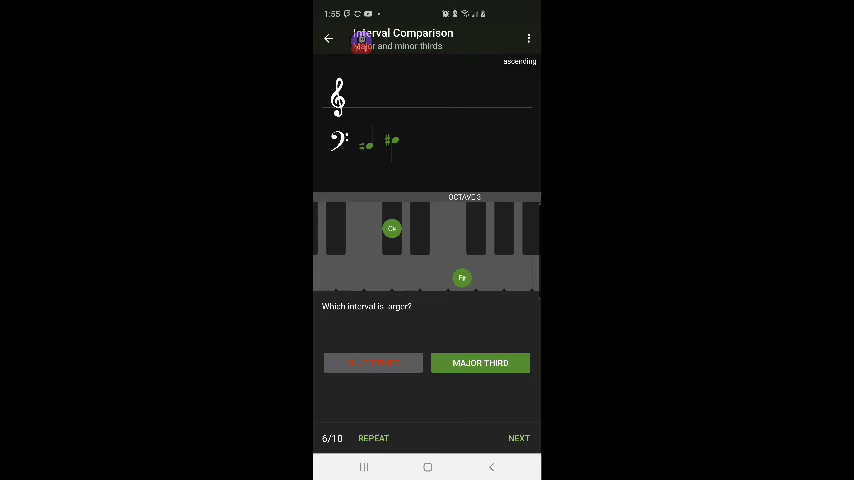 1:55
Interval Comparison
Major and minor thirds
ascending
OCTAVE 3
C#
E#
Which interval is larger?
MAJOR THIRD
6/10 REPEAT NEXT